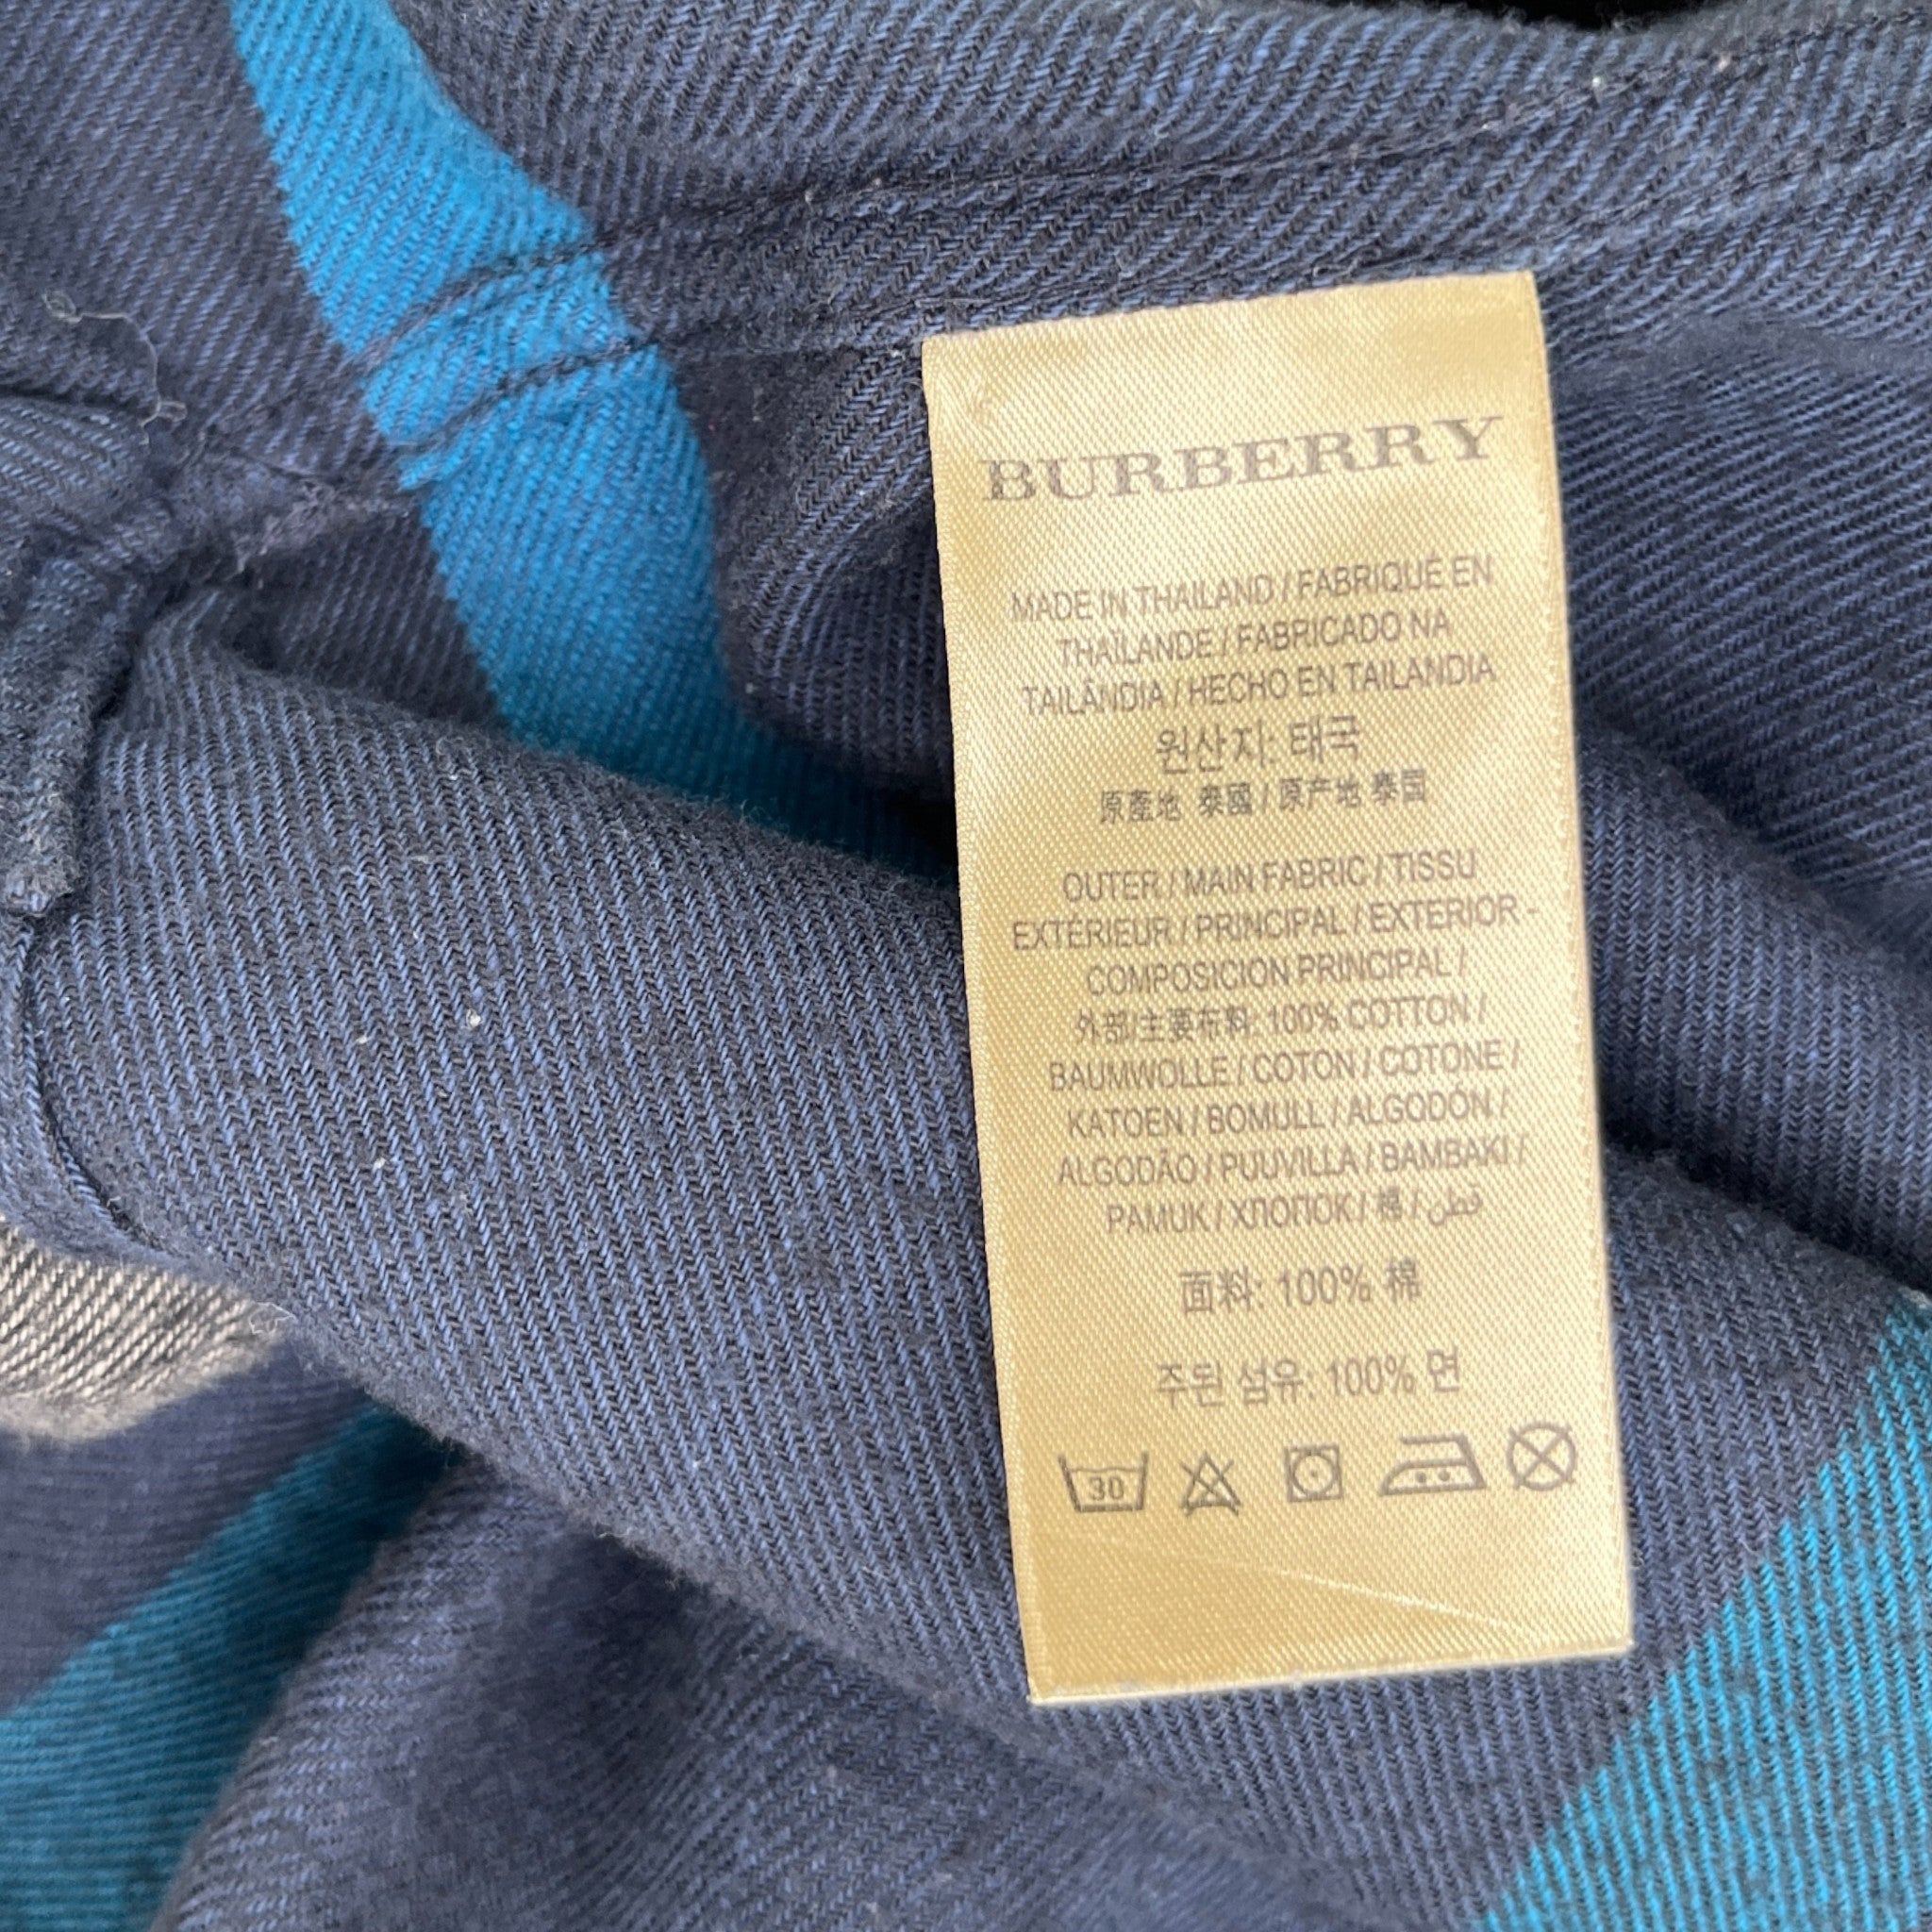 BURBERRY
MADE IN THAILAND / FABRIQUÉ EN
THAÏLANDE / FABRICADO NA
TAILÂNDIA / HECHO EN TAILANDIA
원산지: 태국
原產地 泰國 / 原产地 泰国
OUTER / MAIN FABRIC / TISSU
EXTÉRIEUR / PRINCIPAL / EXTERIOR -
COMPOSICION PRINCIPAL /
外部/主要布料: 100% COTTON /
BAUMWOLLE / COTON / COTONE /
KATOEN / BOMULL / ALGODÓN /
ALGODÃO / PUUVILLA / BAMBAKI /
PAMUK / ХЛОПОК / 棉 / قطن
面料: 100% 棉
주된 섬유: 100% 면
30